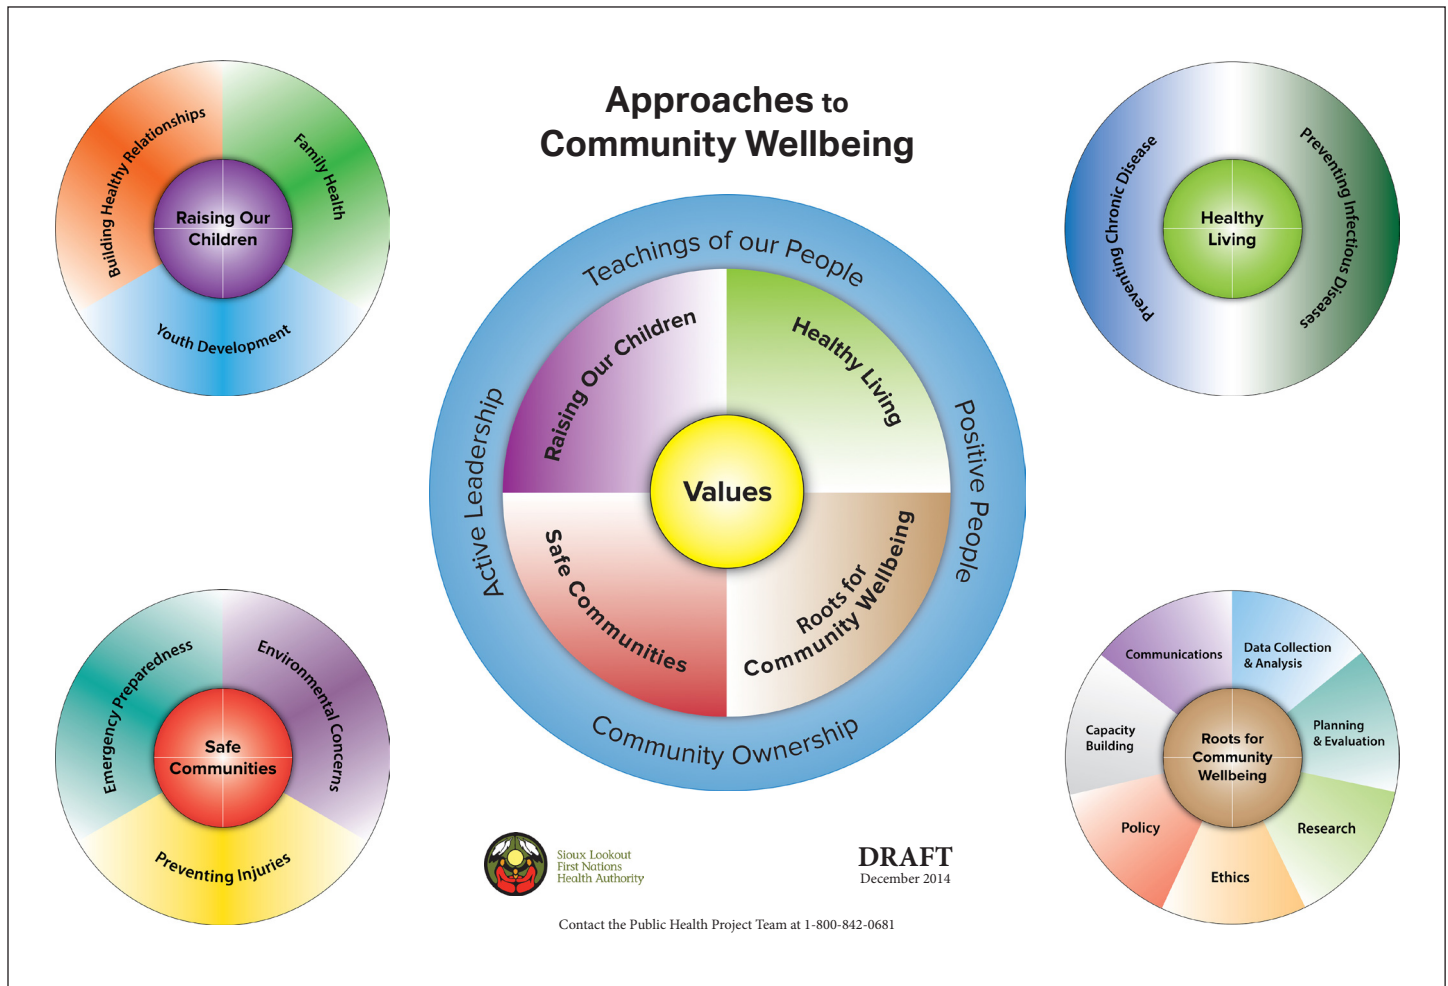 Approaches to
Community Wellbeing
Building Healthy Relationships
Family Health
Youth Development
Raising Our
Children
Preventing Chronic Disease
Preventing Infectious Diseases
Healthy
Living
Teachings of our People
Active Leadership
Positive People
Community Ownership
Raising Our Children
Healthy Living
Safe Communities
Roots for
Community Wellbeing
Values
Emergency Preparedness
Environmental Concerns
Preventing Injuries
Safe
Communities
Communications
Data Collection
& Analysis
Planning
& Evaluation
Research
Ethics
Policy
Capacity
Building
Roots for
Community
Wellbeing
Sioux Lookout
First Nations
Health Authority
DRAFT
December 2014
Contact the Public Health Project Team at 1-800-842-0681